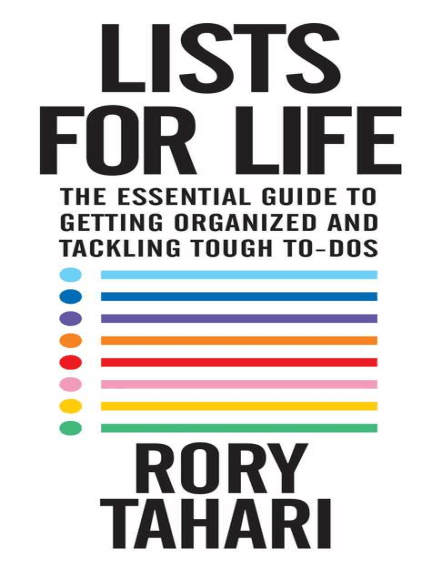 LISTS
FOR LIFE
THE ESSENTIAL GUIDE TO
GETTING ORGANIZED AND
TACKLING TOUGH TO-DOS
RORY
TAHARI